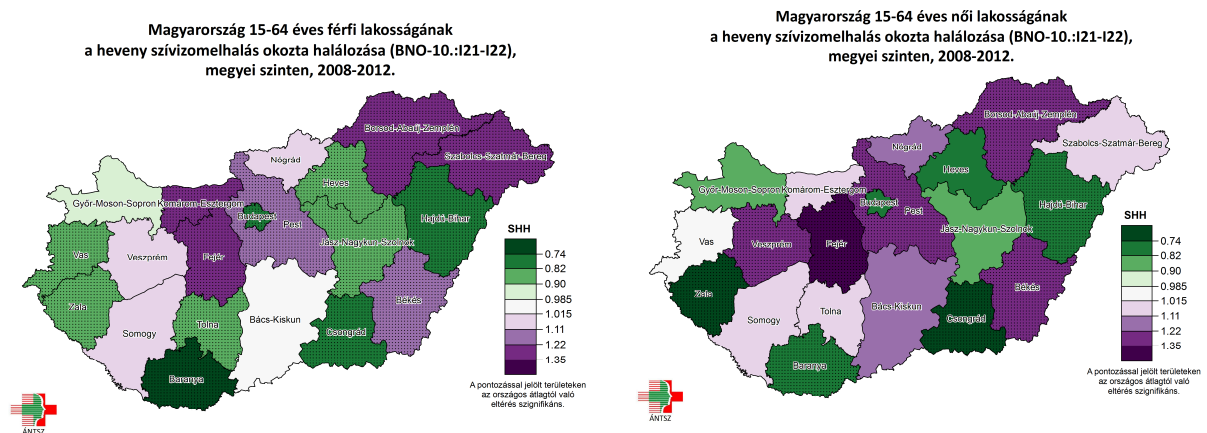 Magyarország 15-64 éves férfi lakosságának
a heveny szívizomelhalás okozta halálozása (BNO-10.:I21-I22),
megyei szinten, 2008-2012.
Borsod-Abaúj-Zemplén
Szabolcs-Szatmár-Bereg
Nógrád
Heves
Győr-Moson-Sopron
Komárom-Esztergom
Budapest
Pest
Hajdú-Bihar
Jász-Nagykun-Szolnok
Vas
Veszprém
Fejér
Zala
Somogy
Tolna
Bács-Kiskun
Békés
Csongrád
Baranya
SHH
0.74
0.82
0.90
0.985
1.015
1.11
1.22
1.35
A pontozással jelölt területeken
az országos átlagtól való
eltérés szignifikáns.
ÁNTSZ
Magyarország 15-64 éves női lakosságának
a heveny szívizomelhalás okozta halálozása (BNO-10.:I21-I22),
megyei szinten, 2008-2012.
Borsod-Abaúj-Zemplén
Szabolcs-Szatmár-Bereg
Nógrád
Heves
Győr-Moson-Sopron
Komárom-Esztergom
Budapest
Pest
Hajdú-Bihar
Jász-Nagykun-Szolnok
Vas
Veszprém
Fejér
Zala
Somogy
Tolna
Bács-Kiskun
Békés
Csongrád
Baranya
SHH
0.74
0.82
0.90
0.985
1.015
1.11
1.22
1.35
A pontozással jelölt területeken
az országos átlagtól való
eltérés szignifikáns.
ÁNTSZ